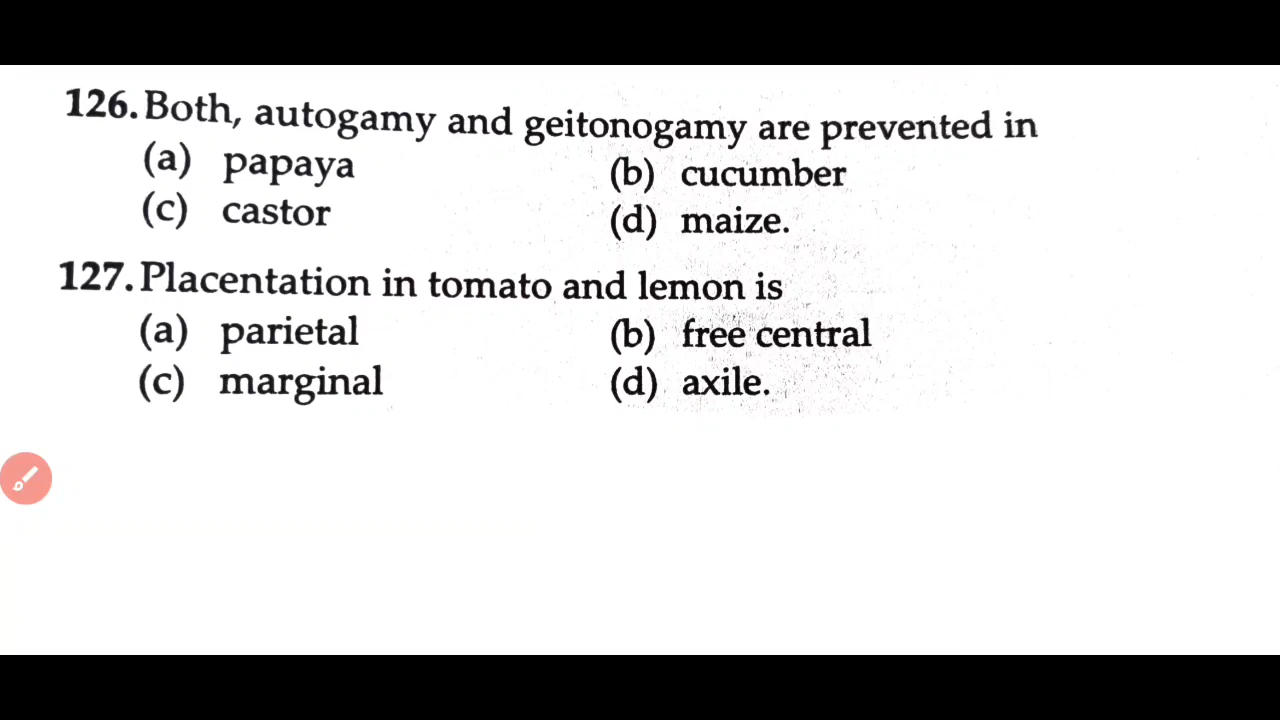 126. Both, autogamy and geitonogamy are prevented in
(a) papaya (b) cucumber
(c) castor (d) maize.
127. Placentation in tomato and lemon is
(a) parietal (b) free central
(c) marginal (d) axile.